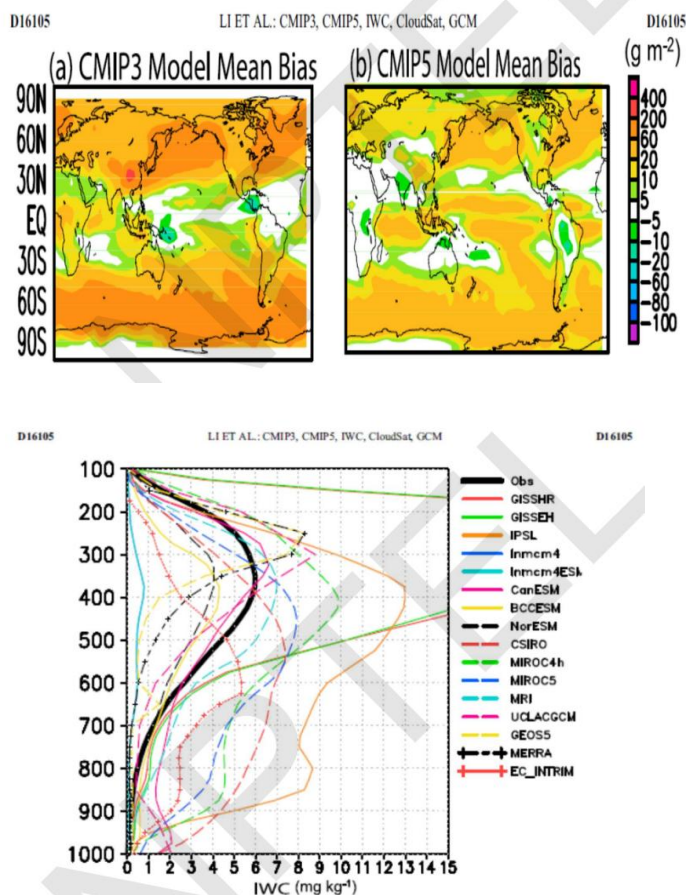 D16105 LI ET AL.: CMIP3, CMIP5, IWC, CloudSat, GCM D16105
(g m-2)
(a) CMIP3 Model Mean Bias (b) CMIP5 Model Mean Bias
90N
60N
30N
EQ
30S
60S
90S
400
200
60
20
10
5
-5
-10
-20
-60
-80
-100
D16105 LI ET AL.: CMIP3, CMIP5, IWC, CloudSat, GCM D16105
100
200
300
400
500
600
700
800
900
1000
0 1 2 3 4 5 6 7 8 9 10 11 12 13 14 15
IWC (mg kg-1)
Obs
GISSHR
GISSEH
IPSL
Inmcm4
Inmcm4ESM
CanESM
BCCESM
NorESM
CSIRO
MIROC4h
MIROC5
MRI
UCLACGCM
GEOS5
MERRA
EC_INTRIM
NPTEL